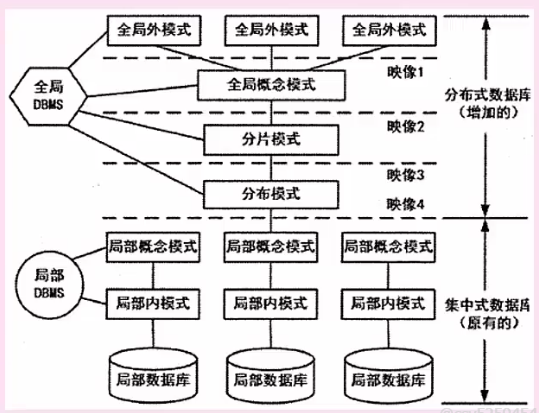 全局外模式 全局外模式 全局外模式
映像1
全局
DBMS
全局概念模式
分布式数据库
(增加的)
映像2
分片模式
映像3
分布模式
映像4
局部概念模式 局部概念模式 局部概念模式
局部
DBMS
局部内模式 局部内模式 局部内模式
集中式数据库
(原有的)
局部数据库 局部数据库 局部数据库